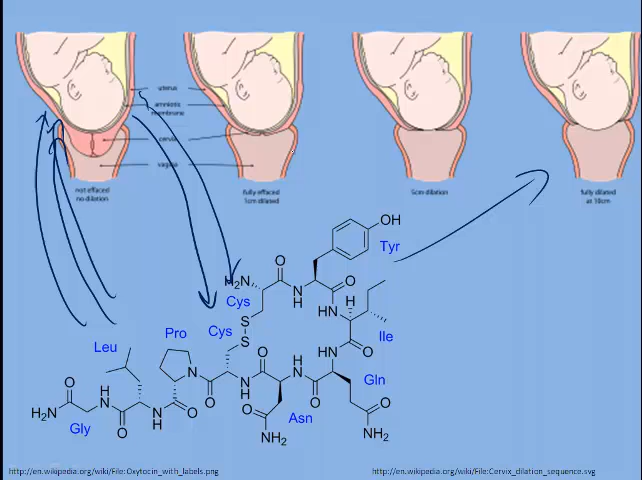 uterus
amniotic
membrane
cervix
vagina
not effaced
no dilation
fully effaced
1cm dilated
5cm dilation
fully dilated
at 10cm
OH
Tyr
O
H₂N
N
H
O
Cys
HN
H
Cys
S
S
Ile
Pro
O
HN
O
Leu
O
H
N
Gln
N
O
N
H
O
O
O
H
N
O
H₂N
Gly
O
N
H
O
Asn
NH₂
NH₂
http://en.wikipedia.org/wiki/File:Oxytocin_with_labels.png
http://en.wikipedia.org/wiki/File:Cervix_dilation_sequence.svg